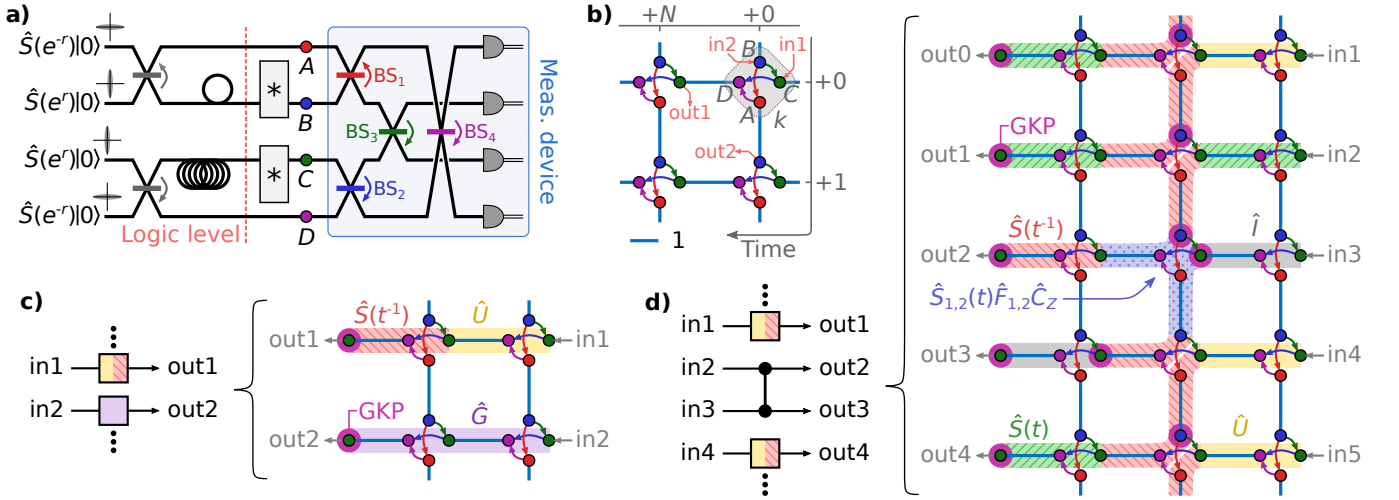 a)
Ŝ(e⁻ʳ)|0⟩
Ŝ(e⁻ʳ)|0⟩
Ŝ(e⁻ʳ)|0⟩
Ŝ(e⁻ʳ)|0⟩
Logic level
*
*
A
B
C
D
BS₁
BS₂
BS₃
BS₄
Meas. device
b)
+N
+0
in2
in1
B
D
C
A
k
out1
out2
+0
+1
1
Time
c)
in1
out1
in2
out2
Ŝ(t⁻¹)
Û
out1
in1
GKP
Ĝ
out2
in2
d)
in1
out1
in2
out2
in3
out3
in4
out4
out0
in1
GKP
out1
in2
Ŝ(t⁻¹)
Î
out2
in3
Ŝ₁,₂(t)F̂₁,₂Ĉ_Z
out3
in4
Ŝ(t)
Û
out4
in5